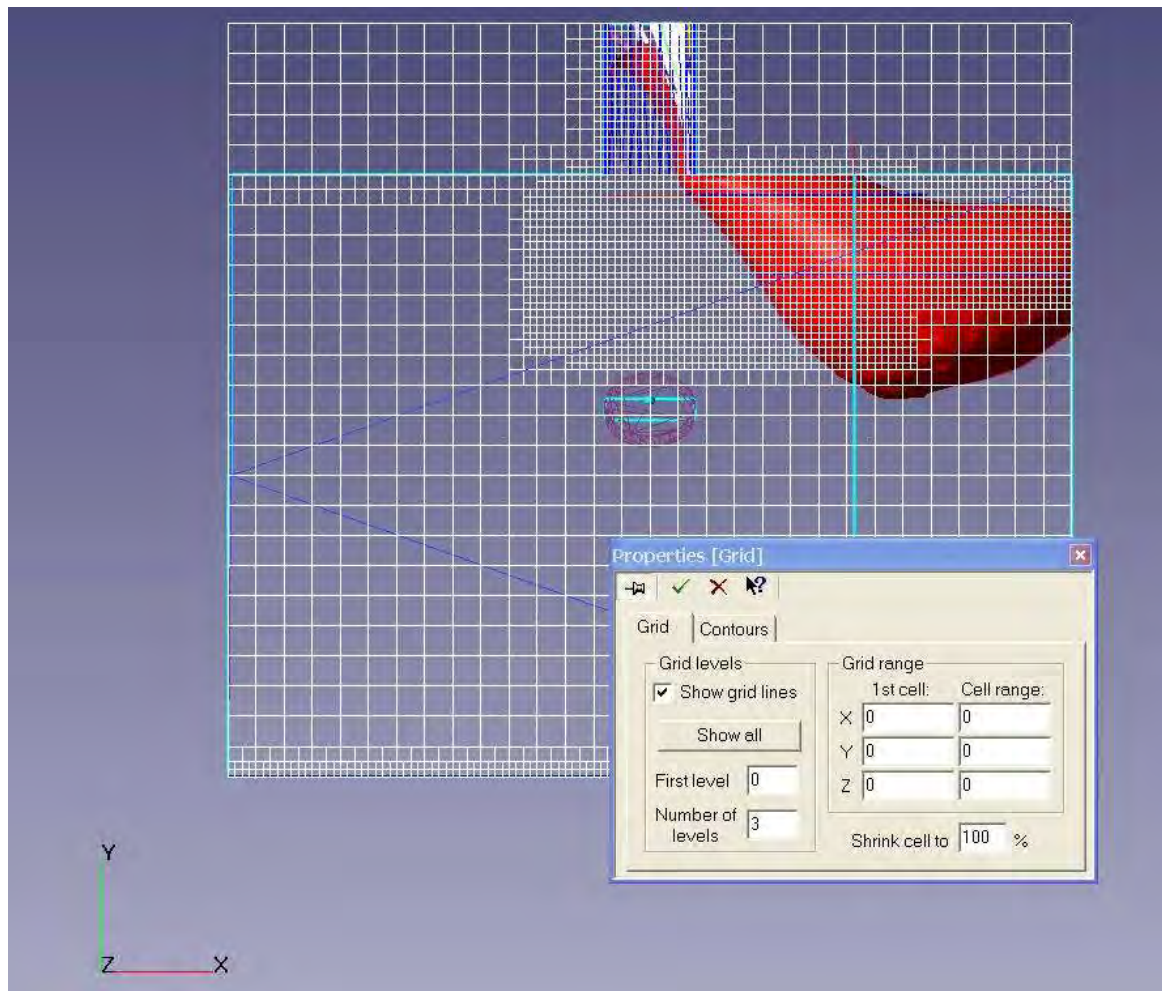 Properties [Grid]
Grid Contours
Grid levels
Show grid lines
Show all
First level 0
Number of levels 3
Grid range
1st cell: Cell range:
X 0 0
Y 0 0
Z 0 0
Shrink cell to 100 %
Y
Z X